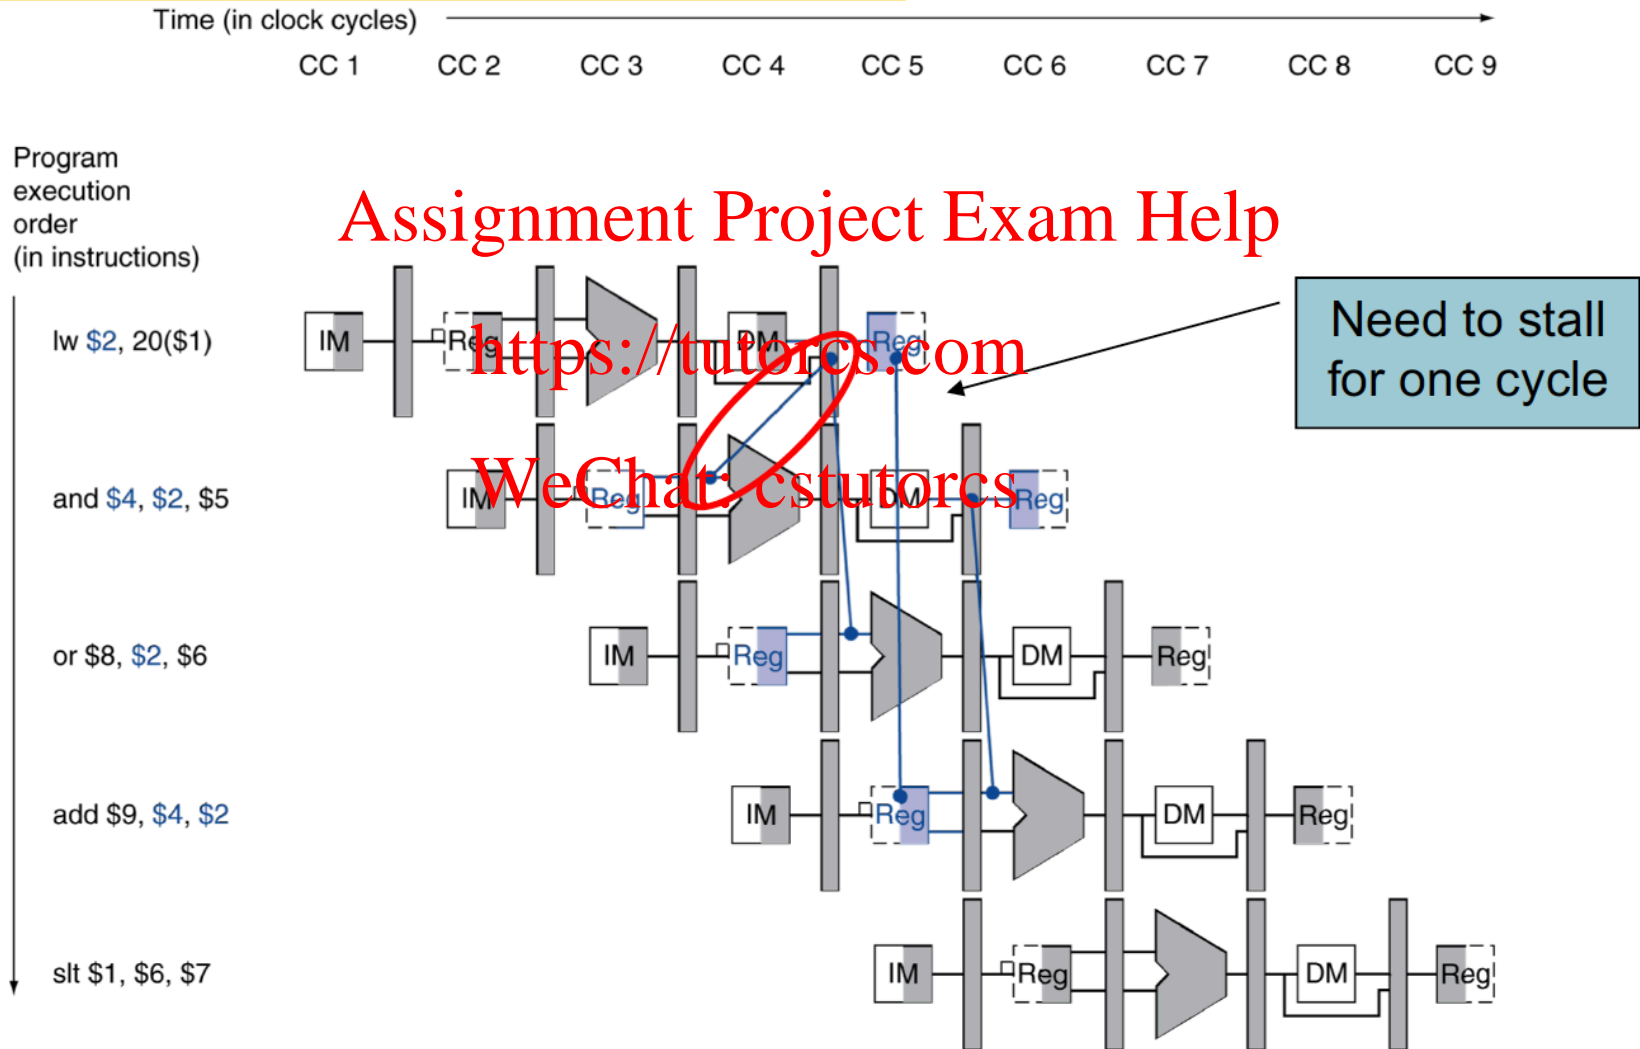 Time (in clock cycles)
CC 1 CC 2 CC 3 CC 4 CC 5 CC 6 CC 7 CC 8 CC 9
Program
execution
order
(in instructions)
Assignment Project Exam Help
Need to stall
for one cycle
lw $2, 20($1)
IM Reg DM Reg
https://tutorcs.com
and $4, $2, $5
IM Reg DM Reg
WeChat: cstutorcs
or $8, $2, $6
IM Reg DM Reg
add $9, $4, $2
IM Reg DM Reg
slt $1, $6, $7
IM Reg DM Reg